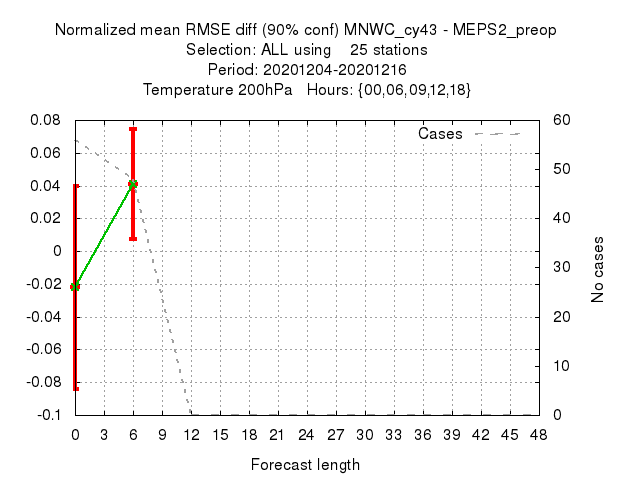 Normalized mean RMSE diff (90% conf) MNWC_cy43 - MEPS2_preop
Selection: ALL using    25 stations
Period: 20201204-20201216
Temperature 200hPa   Hours: {00,06,09,12,18}
Cases
0.08
0.06
0.04
0.02
0
-0.02
-0.04
-0.06
-0.08
-0.1
60
50
40
30
20
10
0
No cases
0 3 6 9 12 15 18 21 24 27 30 33 36 39 42 45 48
Forecast length